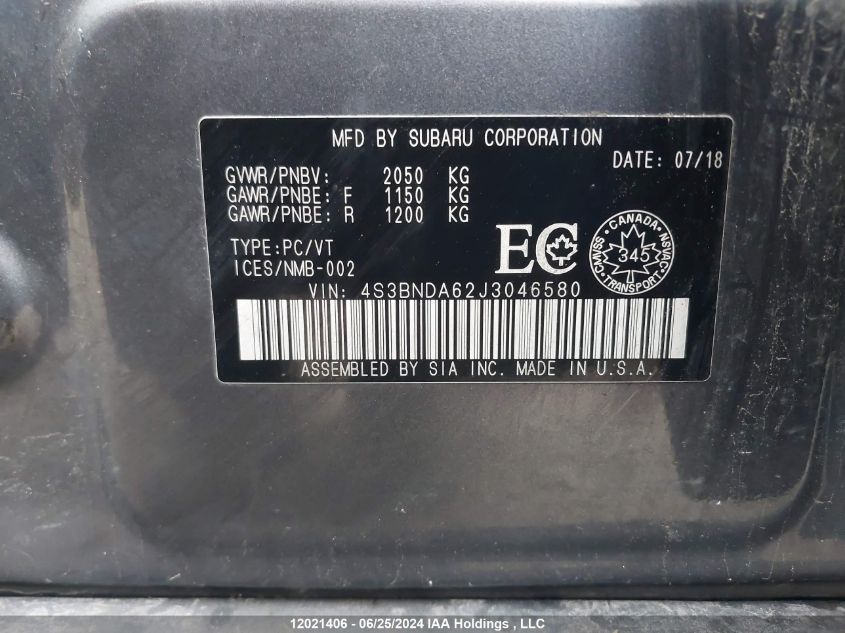 MFD BY SUBARU CORPORATION
DATE: 07/18
GVWR/PNBV: 2050 KG
GAWR/PNBE: F 1150 KG
GAWR/PNBE: R 1200 KG
TYPE:PC/VT
ICES/NMB-002
EC
CANADA
NSVAC
TRANSPORT
CMVSS
345
VIN: 4S3BNDA62J3046580
ASSEMBLED BY SIA INC. MADE IN U.S.A.
12021406 - 06/25/2024 IAA Holdings , LLC